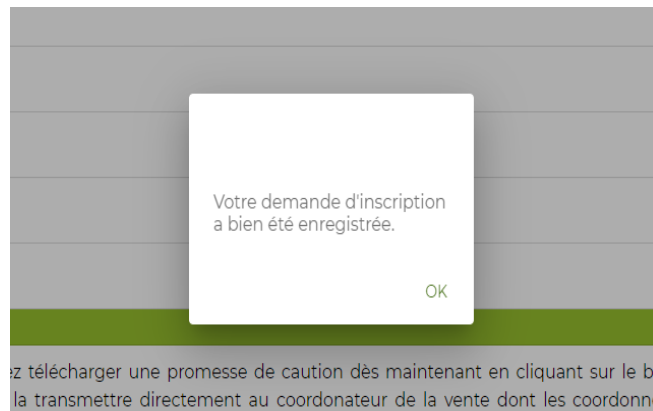 Votre demande d'inscription
a bien été enregistrée.
OK
télécharger une promesse de caution dès maintenant en cliquant sur le
la transmettre directement au coordonateur de la vente dont les